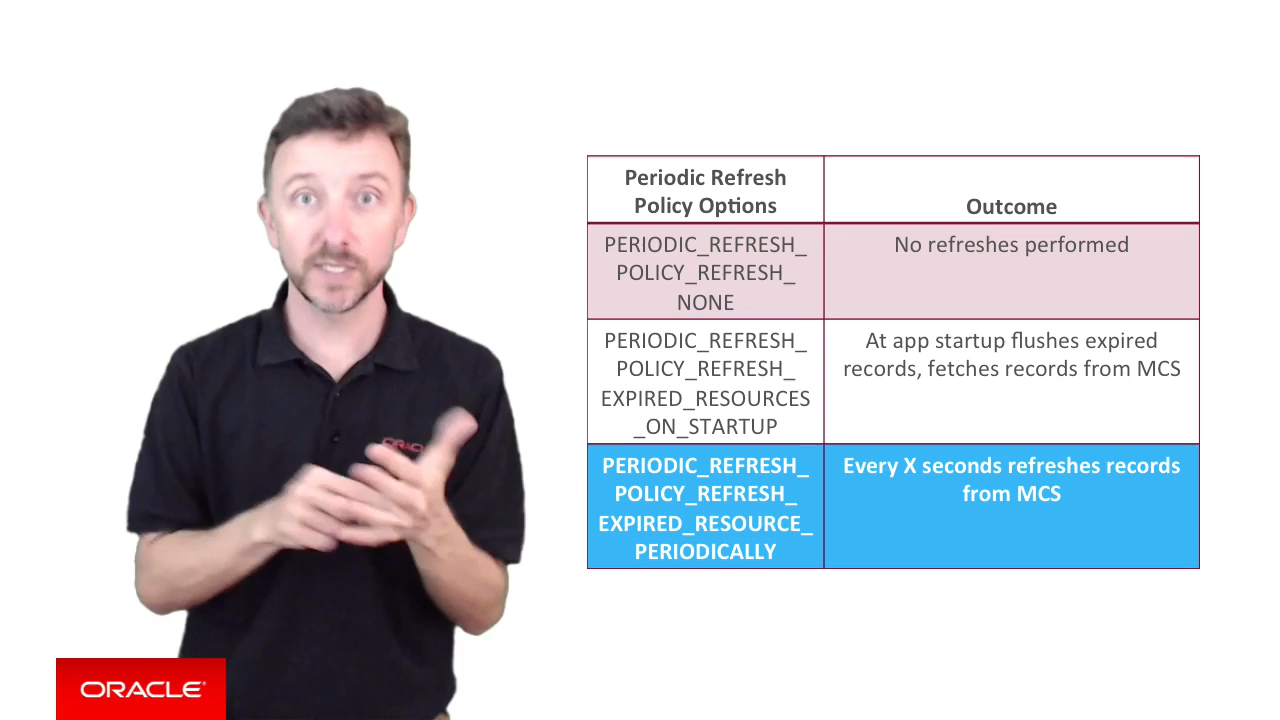 Periodic Refresh
Policy Options
Outcome
PERIODIC_REFRESH_
POLICY_REFRESH_
NONE
No refreshes performed
PERIODIC_REFRESH_
POLICY_REFRESH_
EXPIRED_RESOURCES
_ON_STARTUP
At app startup flushes expired
records, fetches records from MCS
PERIODIC_REFRESH_
POLICY_REFRESH_
EXPIRED_RESOURCE_
PERIODICALLY
Every X seconds refreshes records
from MCS
ORACLE